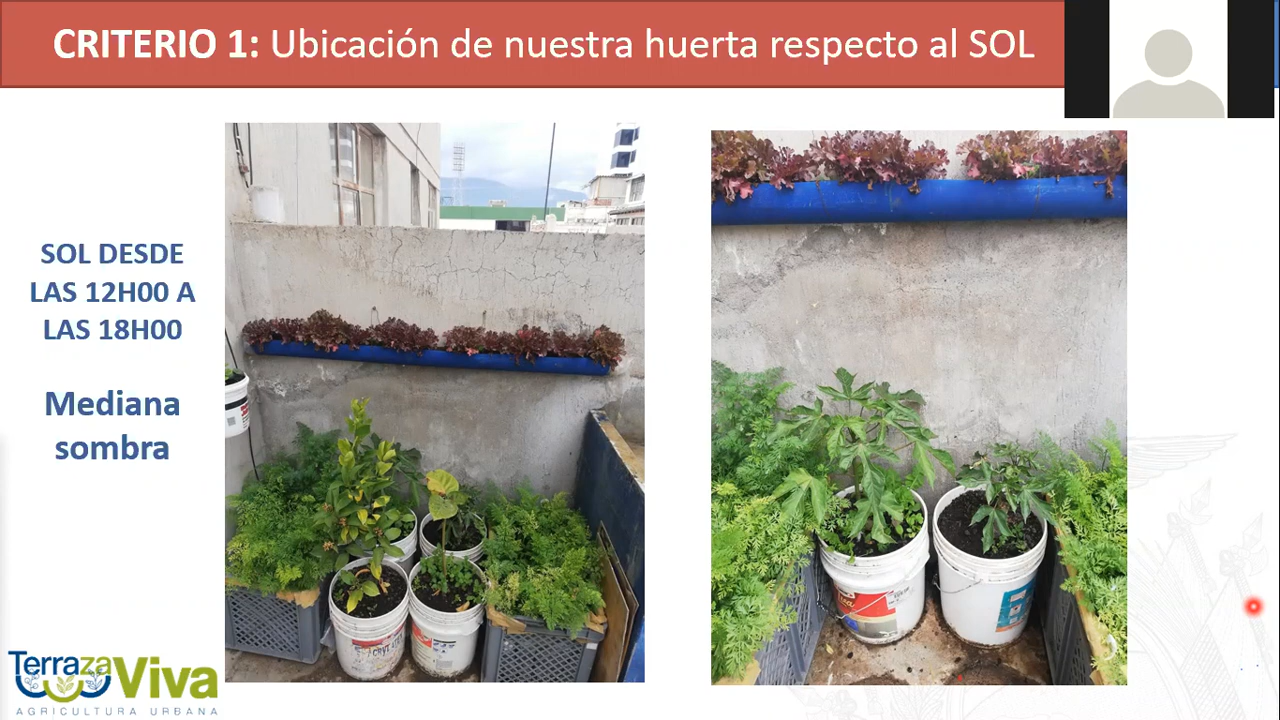 CRITERIO 1: Ubicación de nuestra huerta respecto al SOL
SOL DESDE
LAS 12H00 A
LAS 18H00
Mediana
sombra
TerrazaViva
AGRICULTURA URBANA